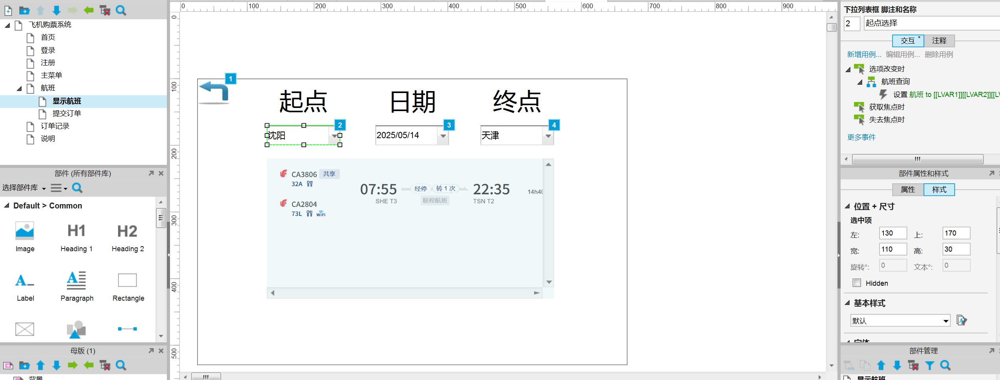 飞机购票系统
首页
登录
注册
主菜单
航班
显示航班
提交订单
订单记录
说明
部件 (所有部件库)
选择部件库
Default > Common
Image
H1
Heading 1
H2
Heading 2
A
Label
A
Paragraph
Rectangle
母版 (1)
背景
0 100 200 300 400 500 600 700 800 900
0
100
200
300
400
500
1
起点
日期
终点
2
3
4
沈阳
2025/05/14
天津
CA3806 共享
32A
07:55 经停 转 1 次 22:35 14h40
SHE T3 联程航班 TSN T2
CA2804
73L WiFi
下拉列表框 脚注和名称
2 起点选择
交互 * 注释
新增用例... 编辑用例... 删除用例
选项改变时
航班查询
设置 航班 to [[LVAR1]][[LVAR2]][[LV
获取焦点时
失去焦点时
更多事件
部件属性和样式
属性 样式
位置 + 尺寸
选中项
左: 130 上: 170
宽: 110 高: 30
旋转°: 0 文本°: 0
Hidden
基本样式
默认
字体
部件管理
显示航班